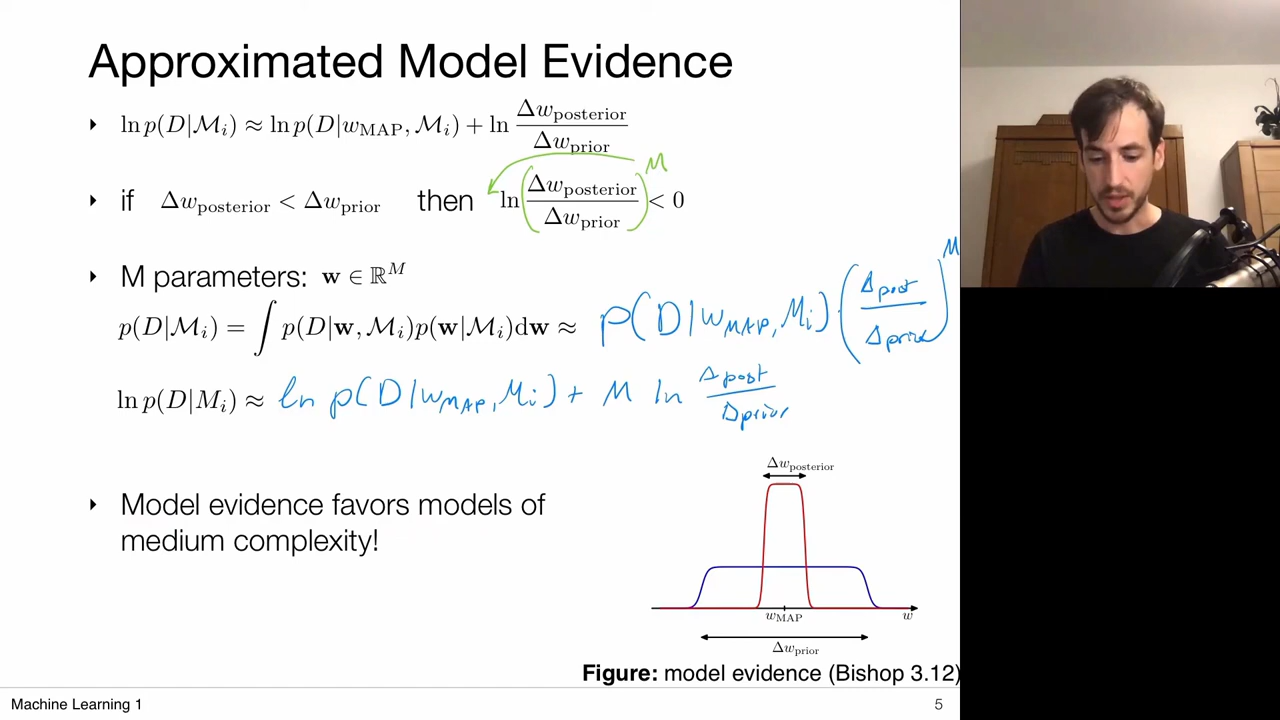 Approximated Model Evidence
‣ ln p(D|ℳᵢ) ≈ ln p(D|w_MAP, ℳᵢ) + ln Δw_posterior / Δw_prior
‣ if Δw_posterior < Δw_prior then ln (Δw_posterior / Δw_prior)^M < 0
‣ M parameters: w ∈ ℝ^M
p(D|ℳᵢ) = ∫ p(D|w, ℳᵢ)p(w|ℳᵢ)dw ≈ p(D|w_MAP, ℳᵢ) · (Δpost / Δprior)^M
ln p(D|Mᵢ) ≈ ln p(D|w_MAP, ℳᵢ) + M ln Δpost / Δprior
‣ Model evidence favors models of
medium complexity!
Δw_posterior
w_MAP w
Δw_prior
Figure: model evidence (Bishop 3.12)
Machine Learning 1 5